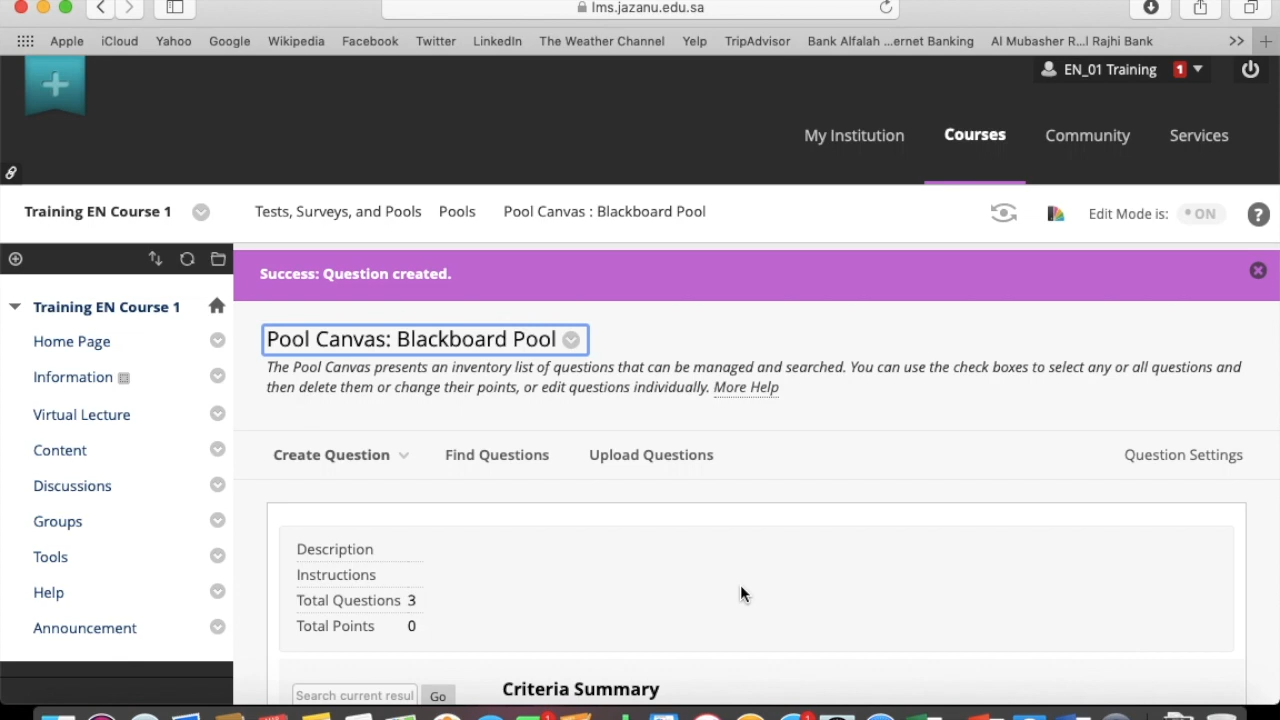 lms.jazanu.edu.sa
Apple iCloud Yahoo Google Wikipedia Facebook Twitter LinkedIn The Weather Channel Yelp TripAdvisor Bank Alfalah ...ernet Banking Al Mubasher R...l Rajhi Bank >>
EN_01 Training 1
My Institution Courses Community Services
Training EN Course 1 Tests, Surveys, and Pools Pools Pool Canvas : Blackboard Pool Edit Mode is: ON ?
Success: Question created.
Training EN Course 1
Home Page
Information
Virtual Lecture
Content
Discussions
Groups
Tools
Help
Announcement
Pool Canvas: Blackboard Pool
The Pool Canvas presents an inventory list of questions that can be managed and searched. You can use the check boxes to select any or all questions and
then delete them or change their points, or edit questions individually. More Help
Create Question Find Questions Upload Questions Question Settings
Description
Instructions
Total Questions 3
Total Points 0
Search current resul Go Criteria Summary